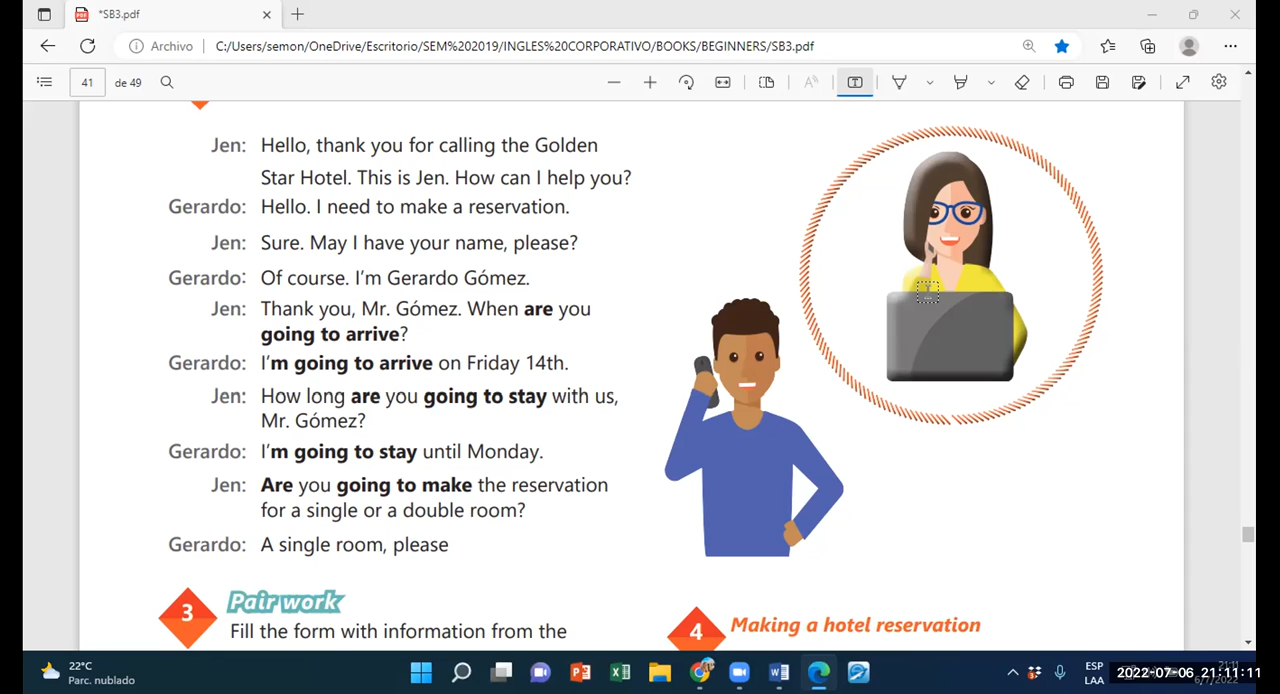 *SB3.pdf
Archivo
C:/Users/semon/OneDrive/Escritorio/SEM%202019/INGLES%20CORPORATIVO/BOOKS/BEGINNERS/SB3.pdf
41 de 49
Jen: Hello, thank you for calling the Golden
Star Hotel. This is Jen. How can I help you?
Gerardo: Hello. I need to make a reservation.
Jen: Sure. May I have your name, please?
Gerardo: Of course. I'm Gerardo Gómez.
Jen: Thank you, Mr. Gómez. When are you
going to arrive?
Gerardo: I'm going to arrive on Friday 14th.
Jen: How long are you going to stay with us,
Mr. Gómez?
Gerardo: I'm going to stay until Monday.
Jen: Are you going to make the reservation
for a single or a double room?
Gerardo: A single room, please
3 Pair work
Fill the form with information from the
4 Making a hotel reservation
22°C
Parc. nublado
ESP
LAA
2022-07-06 21:11:11